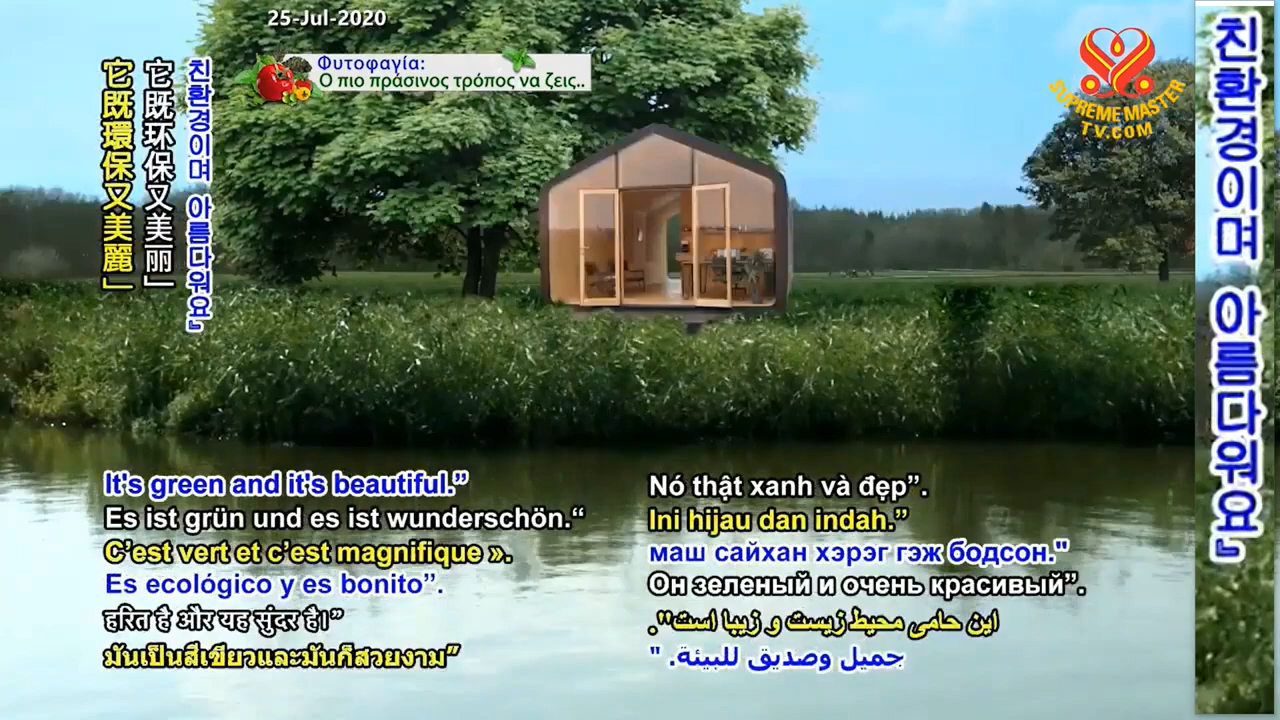 25-Jul-2020
Φυτοφαγία:
Ο πιο πράσινος τρόπος να ζεις..
SUPREME MASTER
TV.COM
它既環保又美麗」
它既环保又美丽」
친환경이며 아름다워요』
친환경이며 아름다워요』
It's green and it's beautiful.”
Es ist grün und es ist wunderschön.“
C’est vert et c’est magnifique ».
Es ecológico y es bonito”.
हरित है और यह सुंदर है।”
มันเป็นสีเขียวและมันก็สวยงาม”
Nó thật xanh và đẹp”.
Ini hijau dan indah.”
маш сайхан хэрэг гэж бодсон."
Он зеленый и очень красивый”.
این حامی محیط زیست و زیبا است".
جميل وصديق للبيئة. "